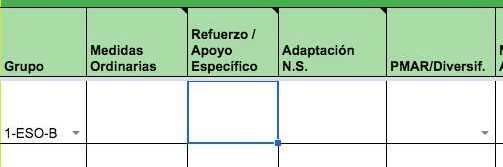 Grupo
Medidas
Ordinarias
Refuerzo /
Apoyo
Específico
Adaptación
N.S.
PMAR/Diversif.
1-ESO-B